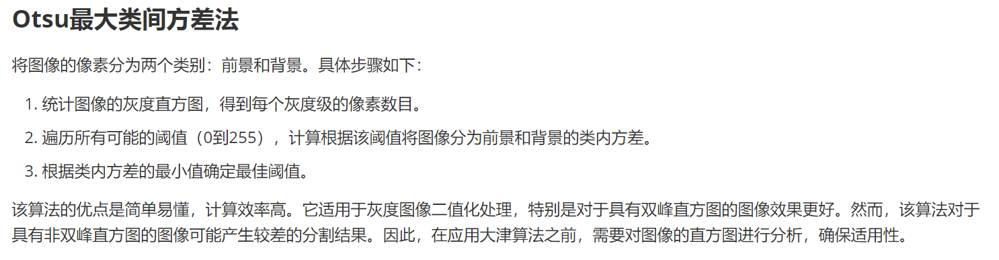 Otsu最大类间方差法
将图像的像素分为两个类别：前景和背景。具体步骤如下：
1. 统计图像的灰度直方图，得到每个灰度级的像素数目。
2. 遍历所有可能的阈值（0到255），计算根据该阈值将图像分为前景和背景的类内方差。
3. 根据类内方差的最小值确定最佳阈值。
该算法的优点是简单易懂，计算效率高。它适用于灰度图像二值化处理，特别是对于具有双峰直方图的图像效果更好。然而，该算法对于
具有非双峰直方图的图像可能产生较差的分割结果。因此，在应用大津算法之前，需要对图像的直方图进行分析，确保适用性。